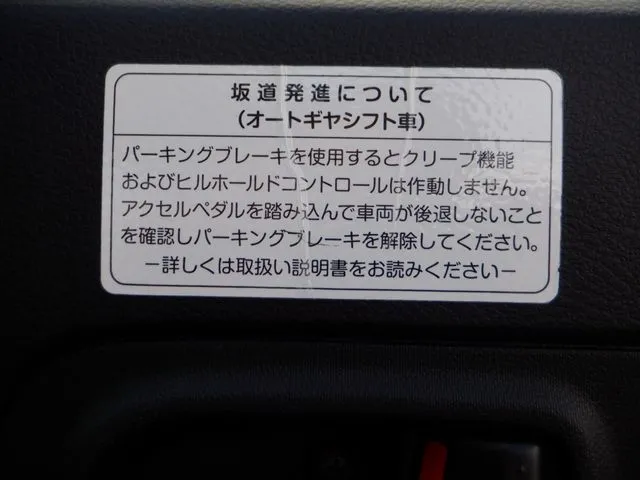 坂道発進について
(オートギヤシフト車)
パーキングブレーキを使用するとクリープ機能
およびヒルホールドコントロールは作動しません。
アクセルペダルを踏み込んで車両が後退しないこと
を確認しパーキングブレーキを解除してください。
－詳しくは取扱い説明書をお読みください－